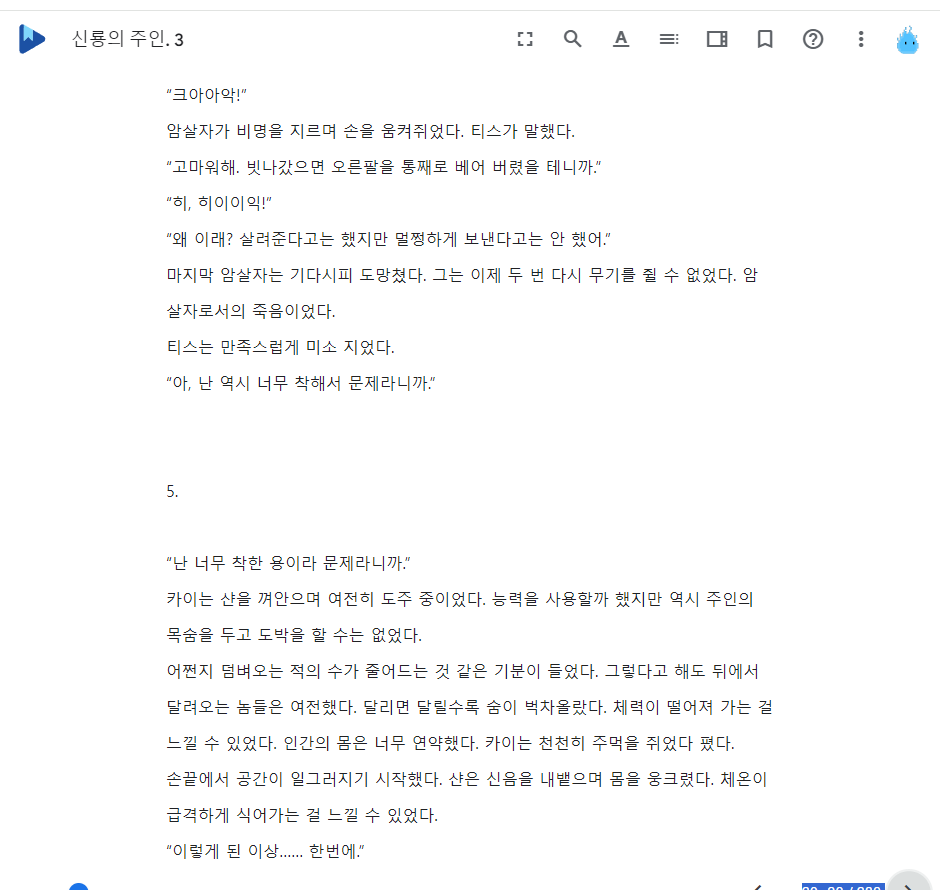 신룡의 주인. 3
“크아아악!”
암살자가 비명을 지르며 손을 움켜쥐었다. 티스가 말했다.
“고마워해. 빗나갔으면 오른팔을 통째로 베어 버렸을 테니까.”
“히, 히이이익!”
“왜 이래? 살려준다고는 했지만 멀쩡하게 보낸다고는 안 했어.”
마지막 암살자는 기다시피 도망쳤다. 그는 이제 두 번 다시 무기를 쥘 수 없었다. 암
살자로서의 죽음이었다.
티스는 만족스럽게 미소 지었다.
“아, 난 역시 너무 착해서 문제라니까.”
5.
“난 너무 착한 용이라 문제라니까.”
카이는 샨을 껴안으며 여전히 도주 중이었다. 능력을 사용할까 했지만 역시 주인의
목숨을 두고 도박을 할 수는 없었다.
어쩐지 덤벼오는 적의 수가 줄어드는 것 같은 기분이 들었다. 그렇다고 해도 뒤에서
달려오는 놈들은 여전했다. 달리면 달릴수록 숨이 벅차올랐다. 체력이 떨어져 가는 걸
느낄 수 있었다. 인간의 몸은 너무 연약했다. 카이는 천천히 주먹을 쥐었다 폈다.
손끝에서 공간이 일그러지기 시작했다. 샨은 신음을 내뱉으며 몸을 웅크렸다. 체온이
급격하게 식어가는 걸 느낄 수 있었다.
“이렇게 된 이상...... 한번에.”